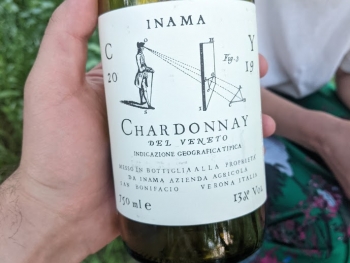 INAMA
C Y
20 19
Fig. 2
CHARDONNAY
DEL VENETO
INDICAZIONE GEOGRAFICA TIPICA
MESSO IN BOTTIGLIA ALLA PROPRIETÀ
DA INAMA AZIENDA AGRICOLA
SAN BONIFACIO VERONA ITALIA
750 ml e 13% Vol